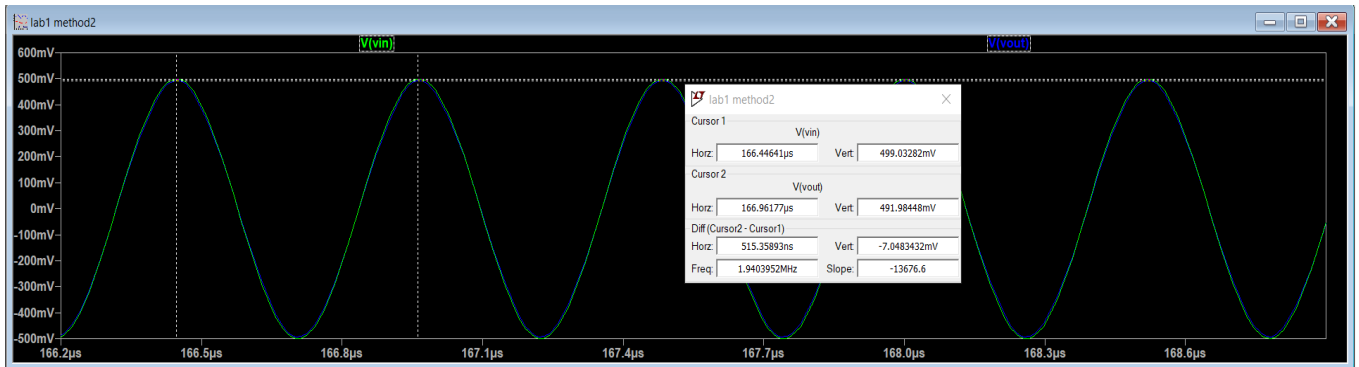 lab1 method2
V(vin) V(vout)
600mV
500mV
400mV
300mV
200mV
100mV
0mV
-100mV
-200mV
-300mV
-400mV
-500mV
166.2µs 166.5µs 166.8µs 167.1µs 167.4µs 167.7µs 168.0µs 168.3µs 168.6µs
lab1 method2
Cursor 1
V(vin)
Horz: 166.44641µs Vert: 499.03282mV
Cursor 2
V(vout)
Horz: 166.96177µs Vert: 491.98448mV
Diff (Cursor2 - Cursor1)
Horz: 515.35893ns Vert: -7.0483432mV
Freq: 1.9403952MHz Slope: -13676.6